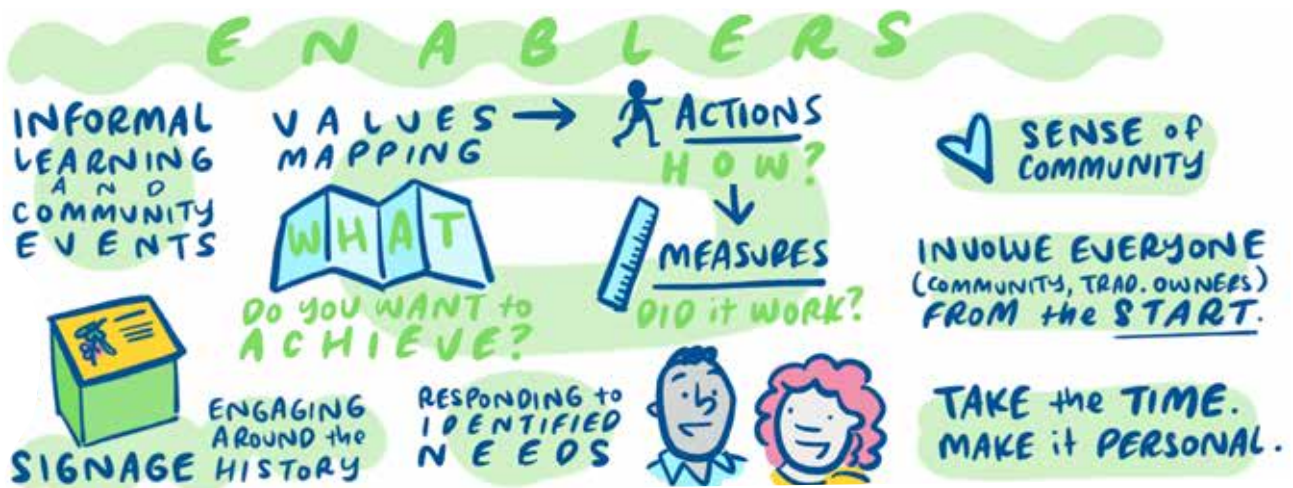 ENABLERS
INFORMAL
LEARNING
AND
COMMUNITY
EVENTS
VALUES
MAPPING
WHAT
DO YOU WANT to
ACHIEVE?
ACTIONS
HOW?
MEASURES
DID it WORK?
SENSE of
COMMUNITY
INVOLVE EVERYONE
(COMMUNITY, TRAD. OWNERS)
FROM the START.
SIGNAGE
ENGAGING
AROUND the
HISTORY
RESPONDING to
IDENTIFIED
NEEDS
TAKE the TIME.
MAKE it PERSONAL.